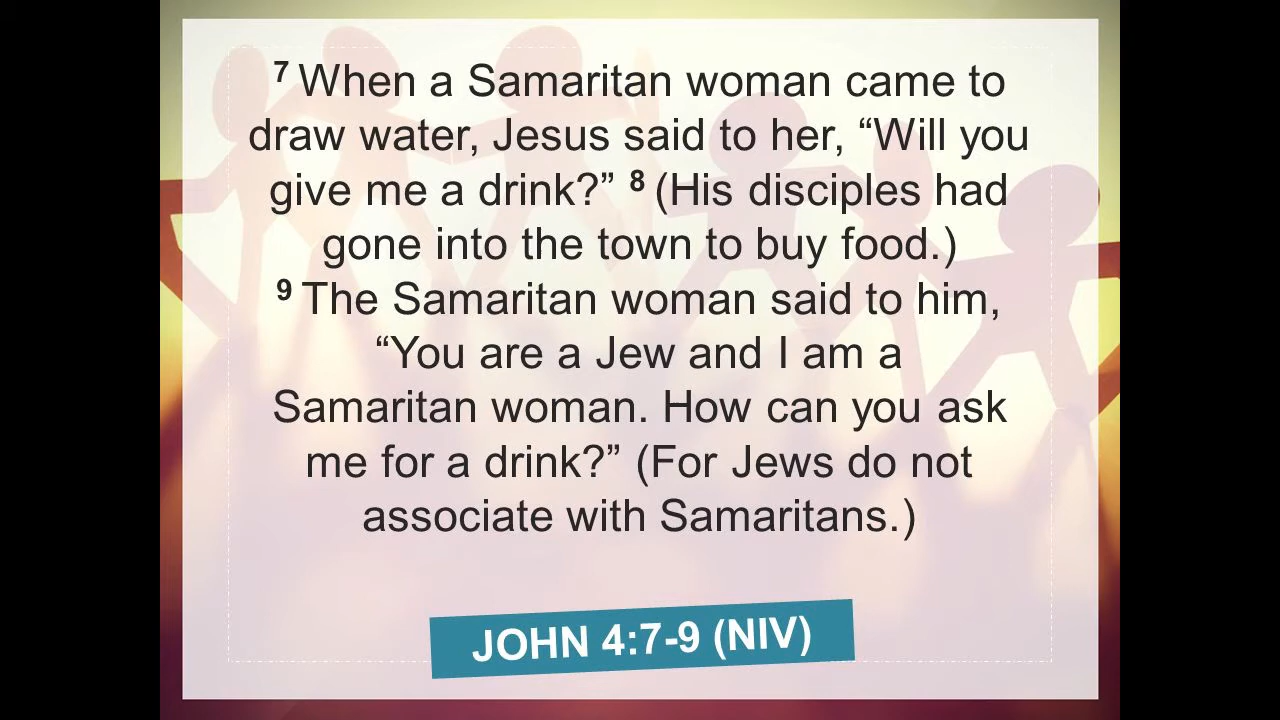 7 When a Samaritan woman came to
draw water, Jesus said to her, “Will you
give me a drink?” 8 (His disciples had
gone into the town to buy food.)
9 The Samaritan woman said to him,
“You are a Jew and I am a
Samaritan woman. How can you ask
me for a drink?” (For Jews do not
associate with Samaritans.)
JOHN 4:7-9 (NIV)